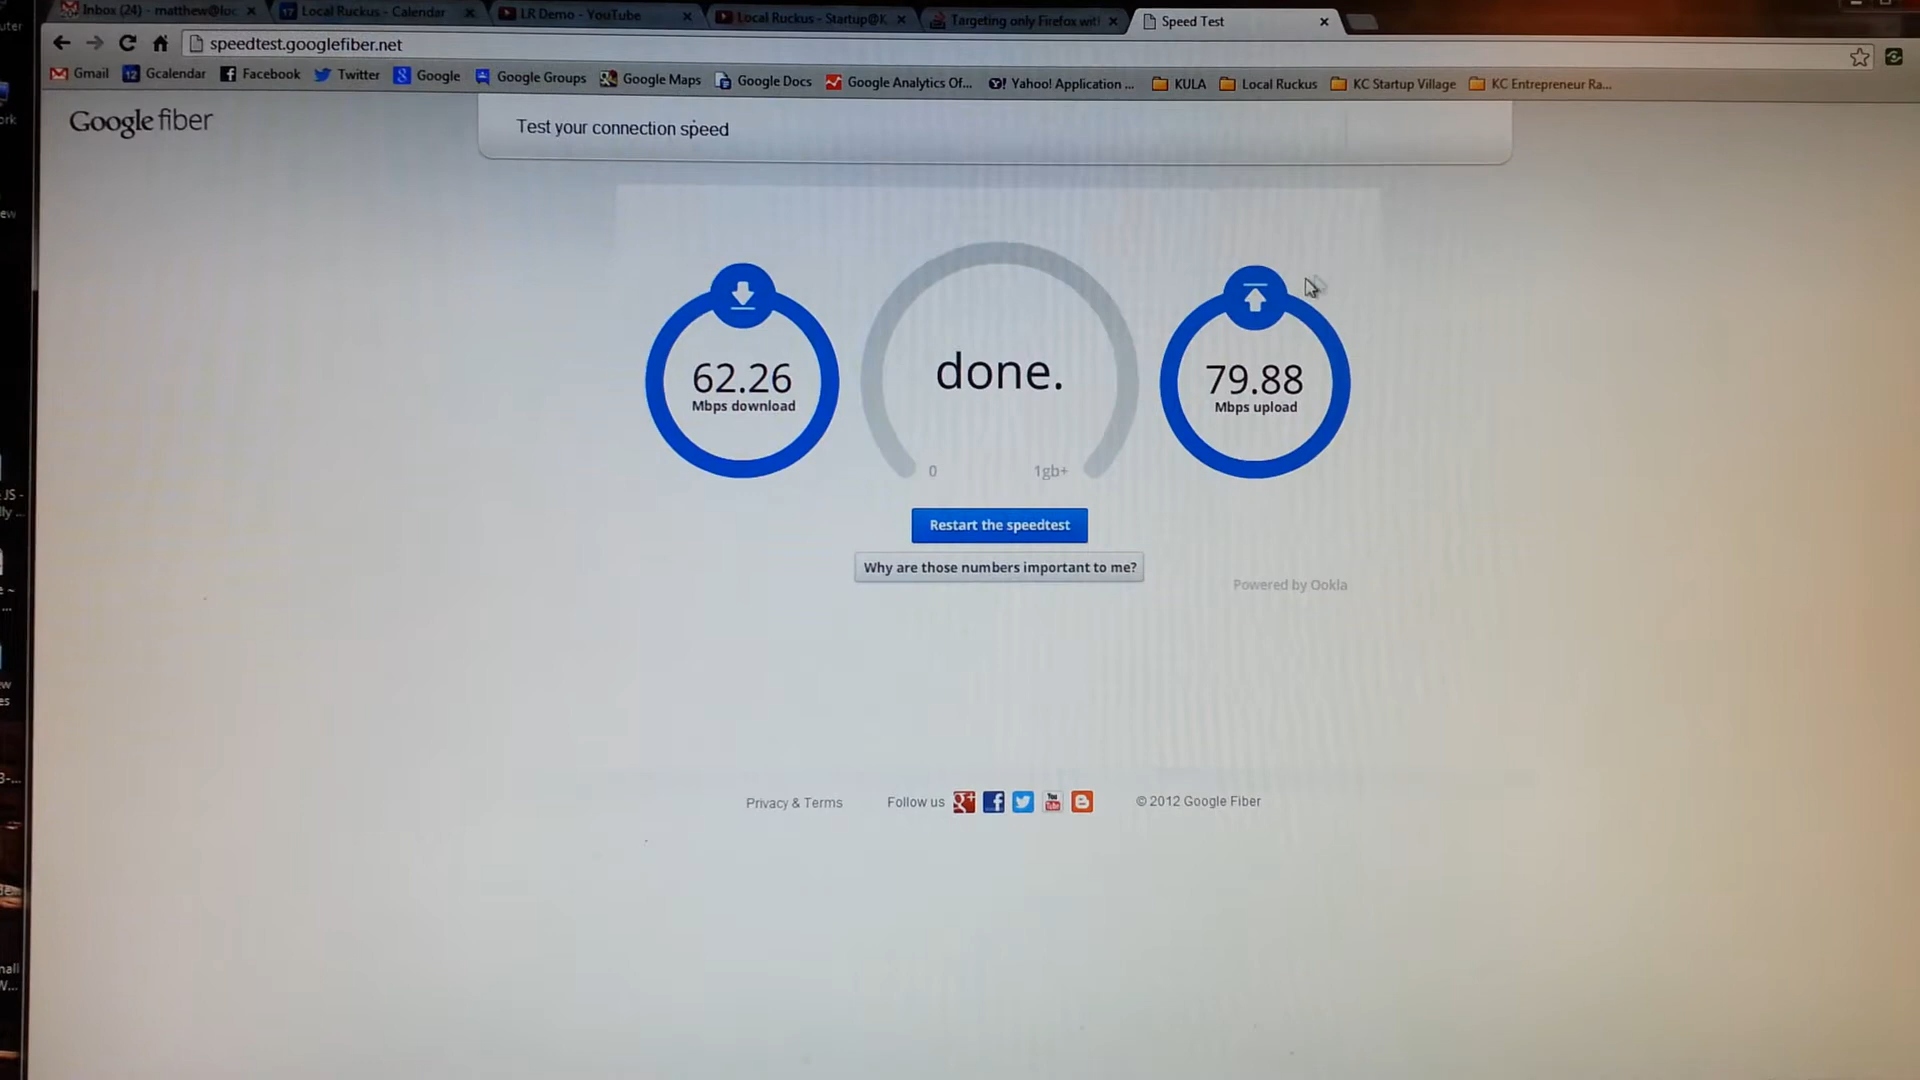 Inbox (24) - matthew@loc
Local Ruckus - Calendar
LR Demo - YouTube
Local Ruckus - Startup@K
Targeting only Firefox wit
Speed Test
speedtest.googlefiber.net
Gmail
12 Gcalendar
Facebook
Twitter
Google
Google Groups
Google Maps
Google Docs
Google Analytics Of...
Yahoo! Application ...
KULA
Local Ruckus
KC Startup Village
KC Entrepreneur Ra...
Google fiber
Test your connection speed
62.26
Mbps download
done.
79.88
Mbps upload
0
1gb+
Restart the speedtest
Why are those numbers important to me?
Powered by Ookla
Privacy & Terms
Follow us
© 2012 Google Fiber